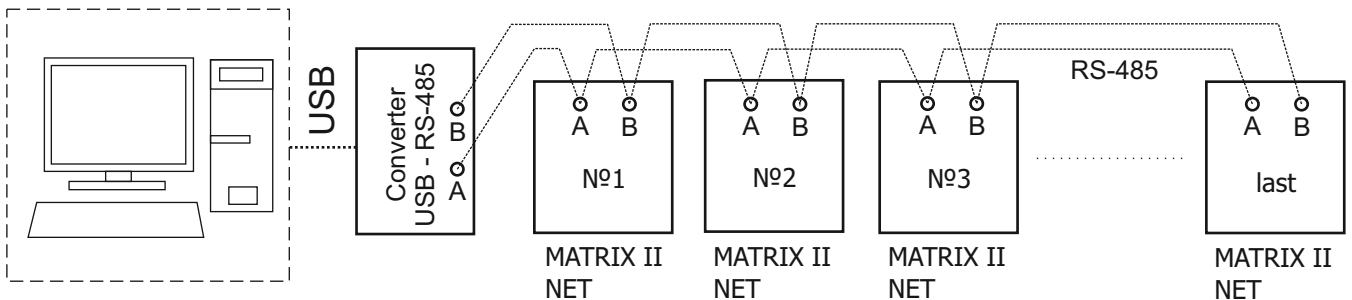 USB
Converter
USB - RS-485
B
A
A B
№1
MATRIX II
NET
A B
№2
MATRIX II
NET
A B
№3
MATRIX II
NET
RS-485
A B
last
MATRIX II
NET